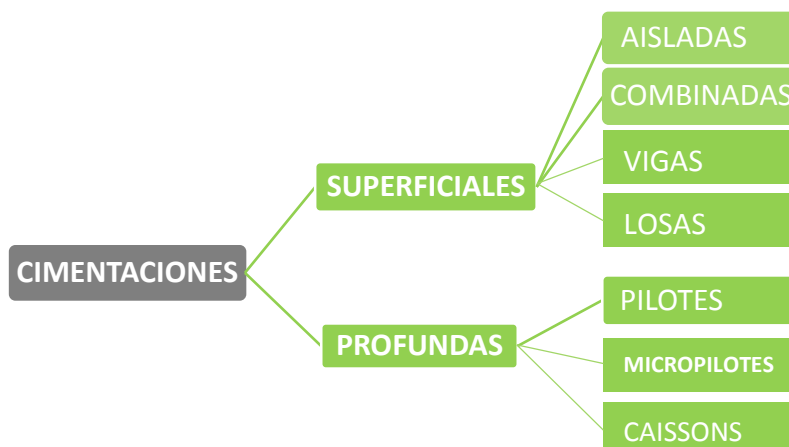 CIMENTACIONES
SUPERFICIALES
AISLADAS
COMBINADAS
VIGAS
LOSAS
PROFUNDAS
PILOTES
MICROPILOTES
CAISSONS